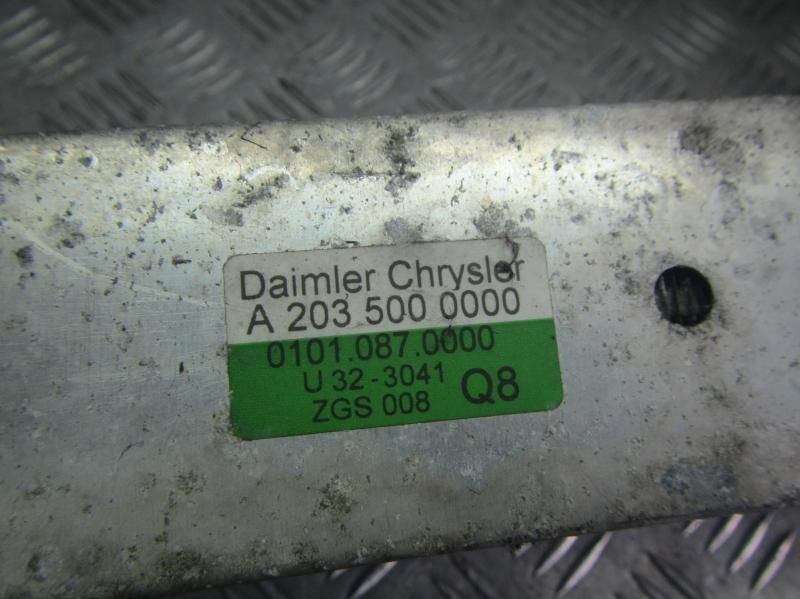 Daimler Chrysler
A 203 500 0000
0101.087.0000
U 32-3041
ZGS 008 Q8